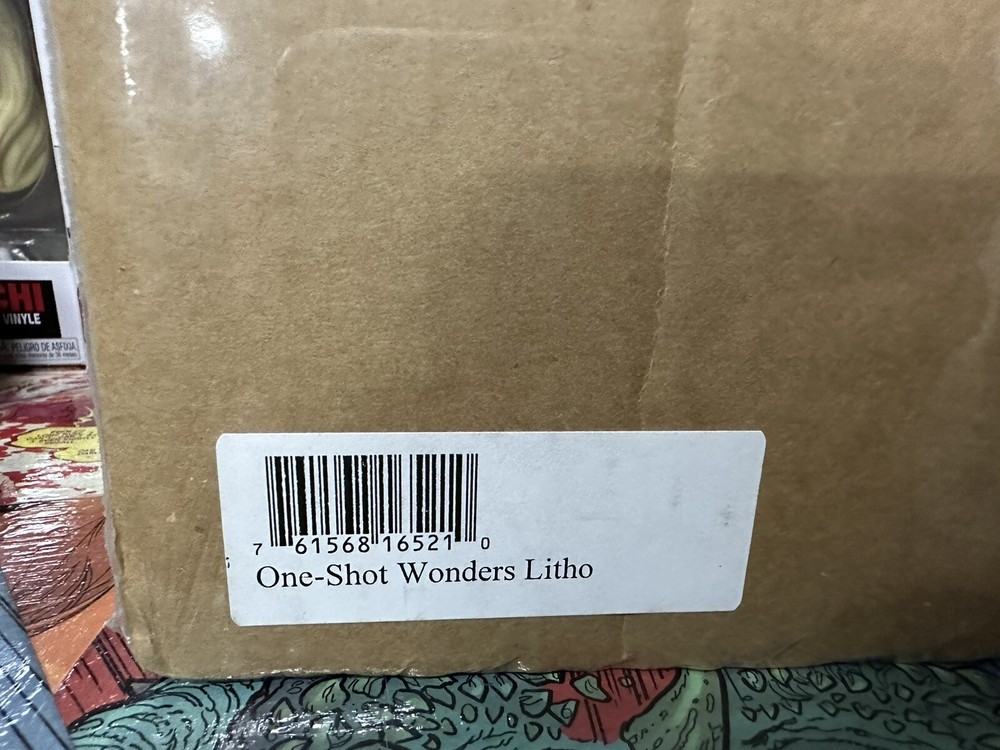 CHI
VINYLE
PELIGRO DE ASFIXIA
7 61568 16521 0
One-Shot Wonders Litho